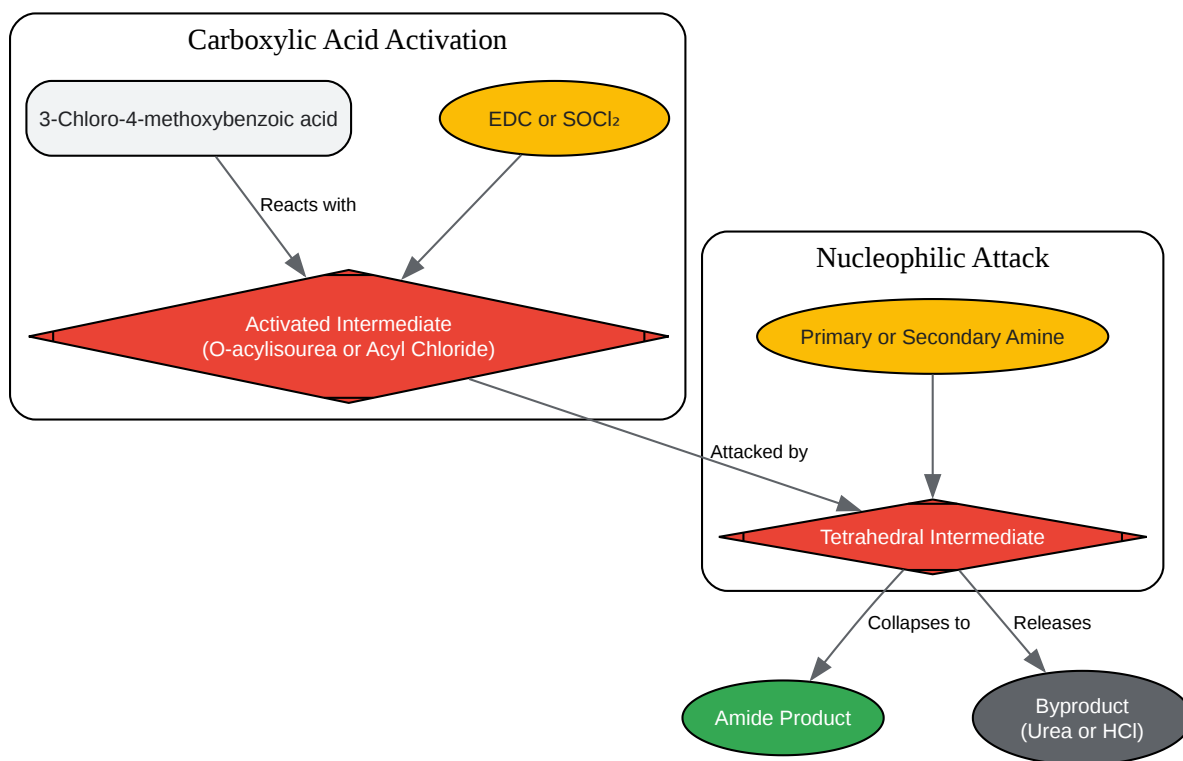 Carboxylic Acid Activation
3-Chloro-4-methoxybenzoic acid
EDC or SOCl₂
Reacts with
Activated Intermediate
(O-acylisourea or Acyl Chloride)
Nucleophilic Attack
Primary or Secondary Amine
Attacked by
Tetrahedral Intermediate
Collapses to
Releases
Amide Product
Byproduct
(Urea or HCl)